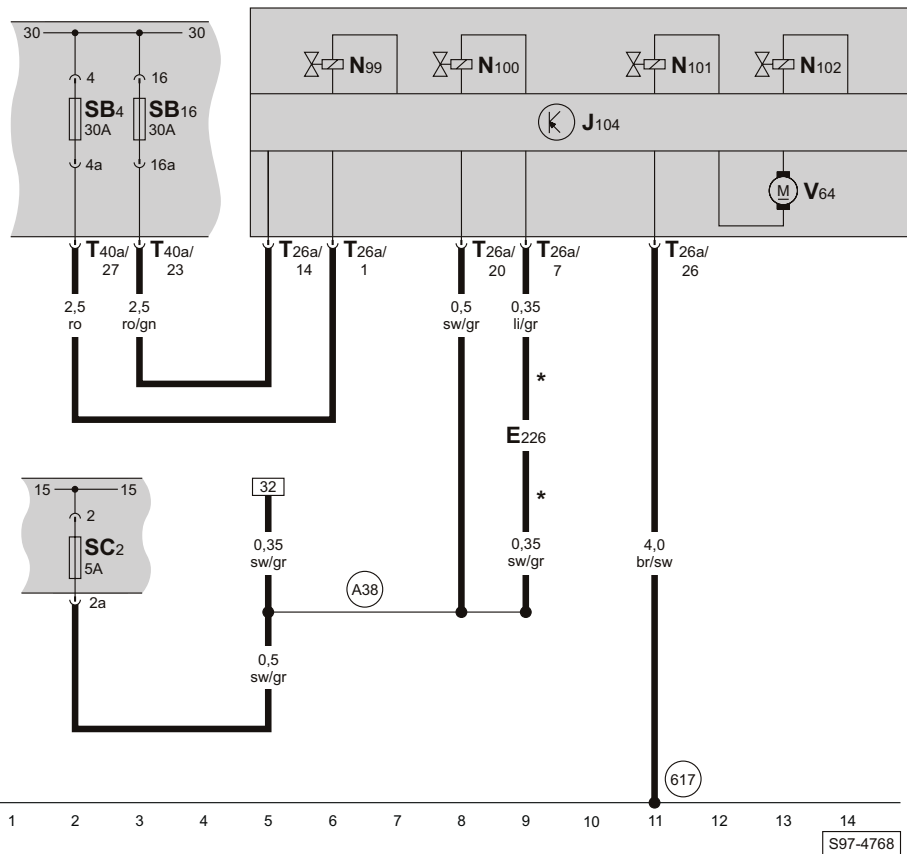 30 30
N99 N100 N101 N102
4 16
SB4 SB16
30A 30A
J104
4a 16a
M V64
T40a/ T40a/ T26a/ T26a/ T26a/ T26a/ T26a/
27 23 14 1 20 7 26
2,5 2,5 0,5 0,35
ro ro/gn sw/gr li/gr
*
E226
15 15 32
*
2
SC2
5A
0,35 0,35 4,0
sw/gr sw/gr br/sw
A38
2a
0,5
sw/gr
617
1 2 3 4 5 6 7 8 9 10 11 12 13 14
S97-4768